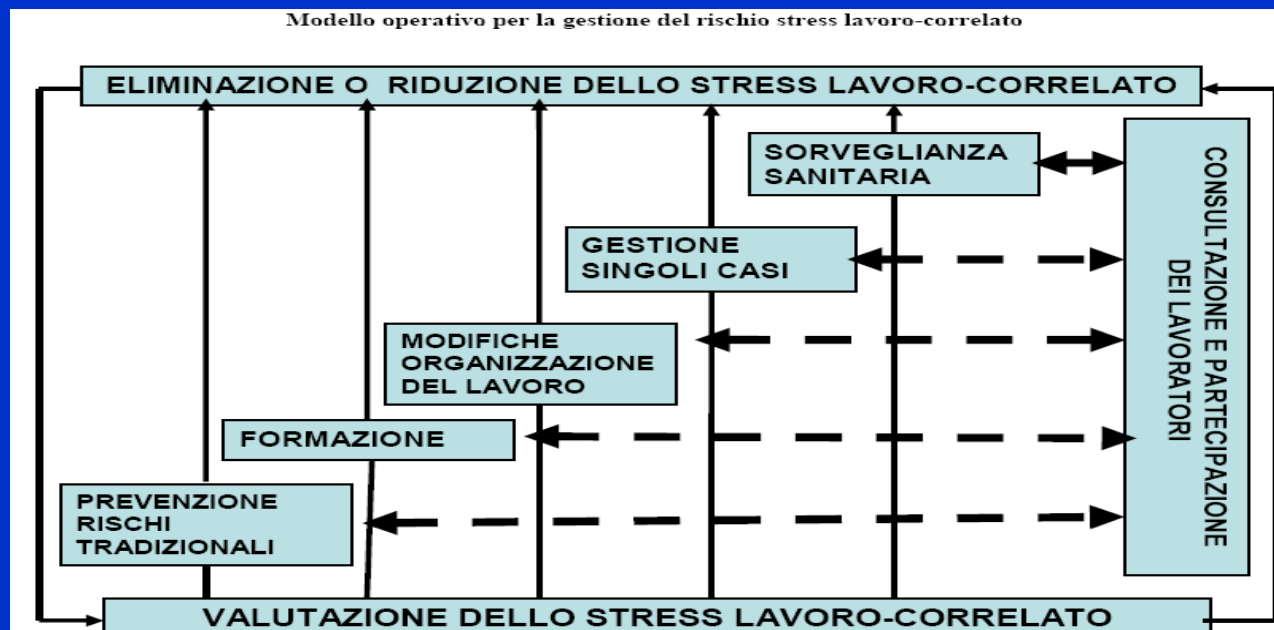 Modello operativo per la gestione del rischio stress lavoro-correlato
ELIMINAZIONE O RIDUZIONE DELLO STRESS LAVORO-CORRELATO
SORVEGLIANZA
SANITARIA
GESTIONE
SINGOLI CASI
MODIFICHE
ORGANIZZAZIONE
DEL LAVORO
FORMAZIONE
PREVENZIONE
RISCHI
TRADIZIONALI
CONSULTAZIONE E PARTECIPAZIONE
DEI LAVORATORI
VALUTAZIONE DELLO STRESS LAVORO-CORRELATO